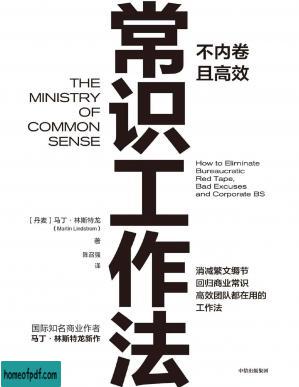 常识工作法
不内卷
且高效
THE
MINISTRY
OF
COMMON
SENSE
How to Eliminate
Bureaucratic
Red Tape,
Bad Excuses
and Corporate BS
[丹麦]马丁·林斯特龙
(Martin Lindstrom)
著
陈召强
译
消减繁文缛节
回归商业常识
高效团队都在用的
工作法
国际知名商业作者
马丁·林斯特龙新作
中信出版集团
homeofpdf.com